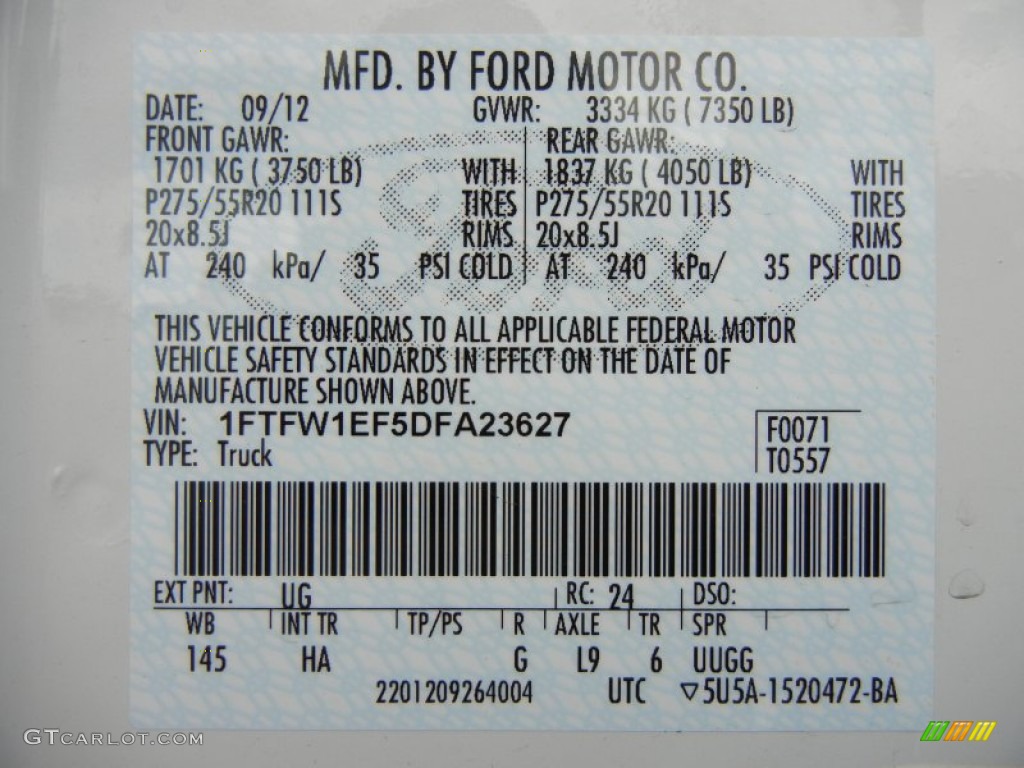 MFD. BY FORD MOTOR CO.
DATE: 09/12 GVWR: 3334 KG ( 7350 LB)
FRONT GAWR: REAR GAWR:
1701 KG ( 3750 LB) WITH 1837 KG ( 4050 LB) WITH
P275/55R20 111S TIRES P275/55R20 111S TIRES
20x8.5J RIMS 20x8.5J RIMS
AT 240 kPa/ 35 PSI COLD AT 240 kPa/ 35 PSI COLD
THIS VEHICLE CONFORMS TO ALL APPLICABLE FEDERAL MOTOR
VEHICLE SAFETY STANDARDS IN EFFECT ON THE DATE OF
MANUFACTURE SHOWN ABOVE.
VIN: 1FTFW1EF5DFA23627 F0071
TYPE: Truck T0557
EXT PNT: UG RC: 24 DSO:
WB INT TR TP/PS R AXLE TR SPR
145 HA G L9 6 UUGG
2201209264004 UTC ▽5U5A-1520472-BA
GTCARLOT.COM